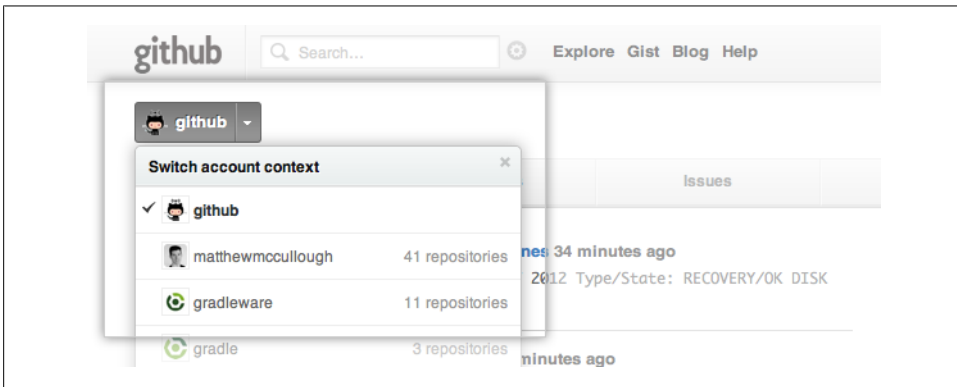 github
Search...
Explore Gist Blog Help
github
Switch account context
×
Issues
github
matthewmccullough 41 repositories
nes 34 minutes ago
2012 Type/State: RECOVERY/OK DISK
gradleware 11 repositories
gradle 3 repositories
minutes ago